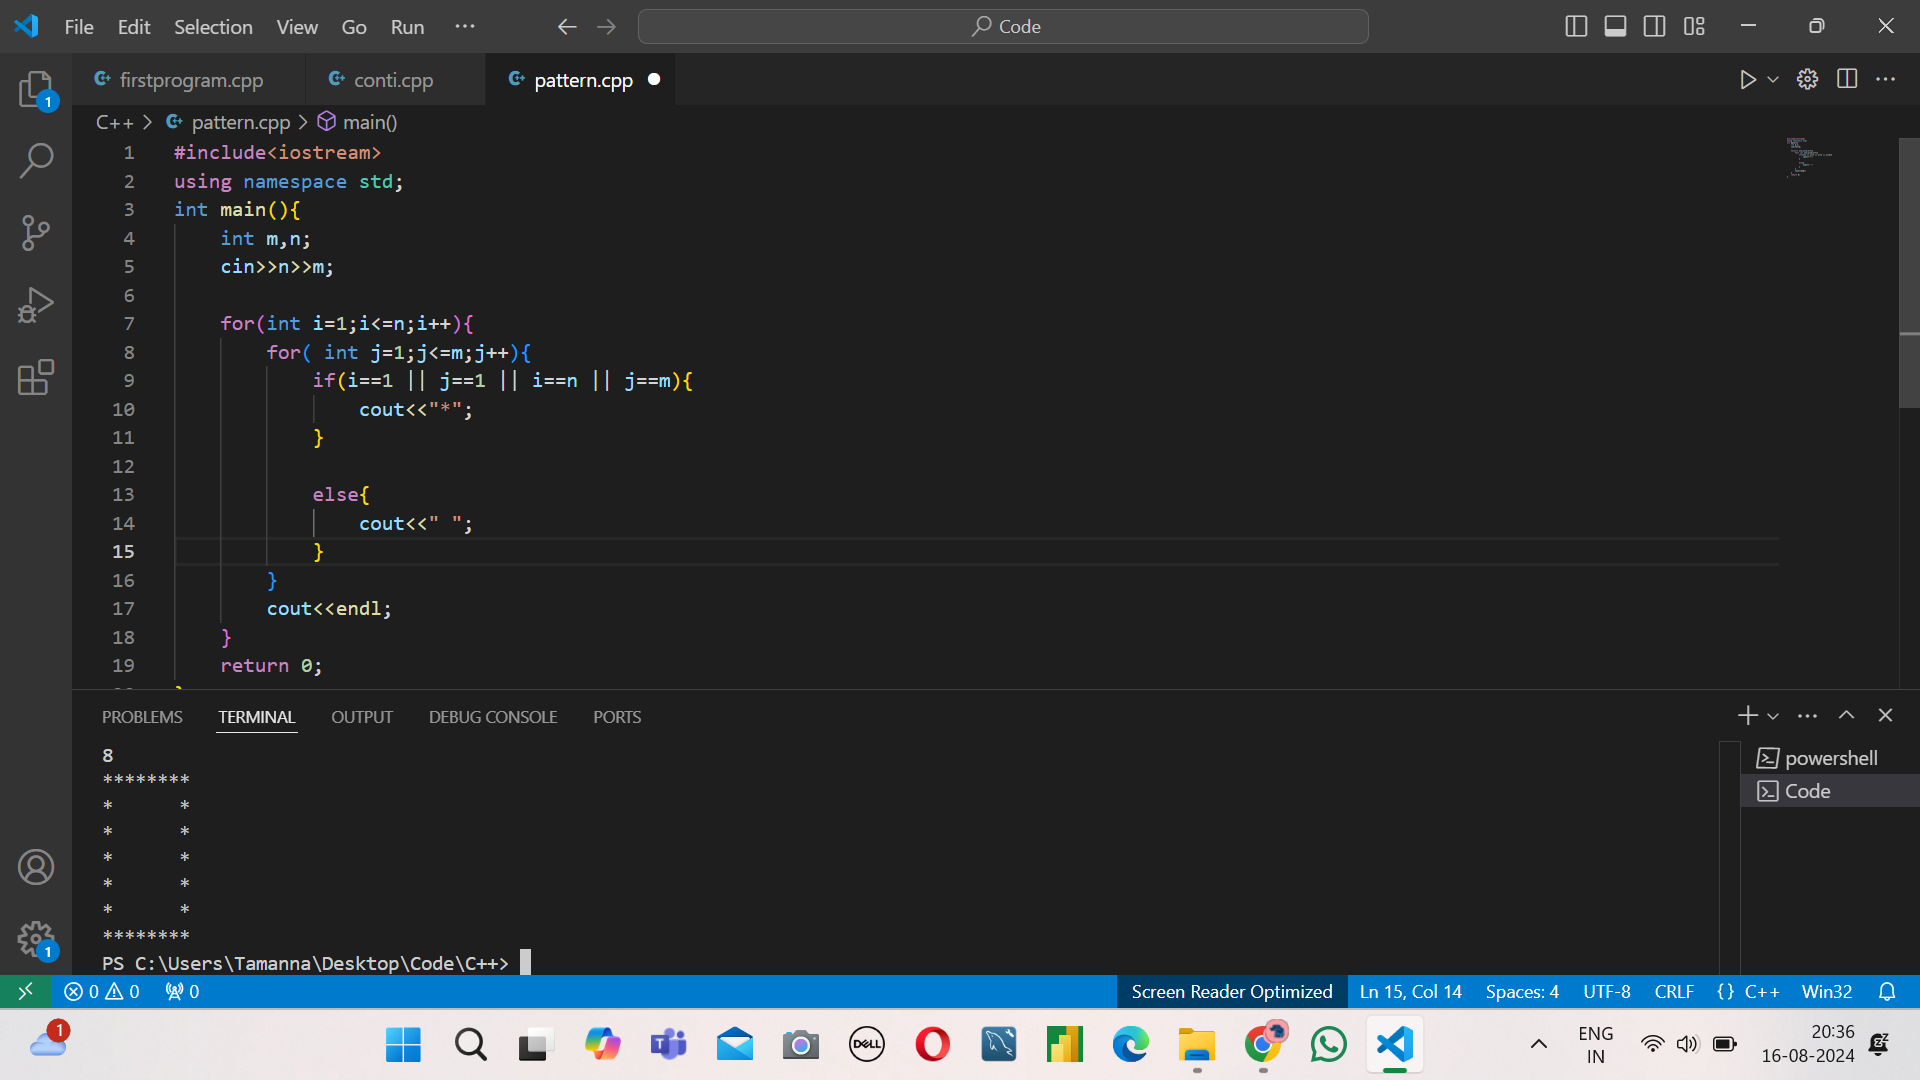 File Edit Selection View Go Run ··· Code
firstprogram.cpp conti.cpp pattern.cpp
C++ > pattern.cpp > main()
1 #include<iostream>
2 using namespace std;
3 int main(){
4 int m,n;
5 cin>>n>>m;
6
7 for(int i=1;i<=n;i++){
8 for( int j=1;j<=m;j++){
9 if(i==1 || j==1 || i==n || j==m){
10 cout<<"*";
11 }
12
13 else{
14 cout<<" ";
15 }
16 }
17 cout<<endl;
18 }
19 return 0;
PROBLEMS TERMINAL OUTPUT DEBUG CONSOLE PORTS
8
********
*      *
*      *
*      *
*      *
*      *
********
PS C:\Users\Tamanna\Desktop\Code\C++>
powershell
Code
1
1
0 0 0 Screen Reader Optimized Ln 15, Col 14 Spaces: 4 UTF-8 CRLF {} C++ Win32
1 DELL ENG 20:36
IN 16-08-2024